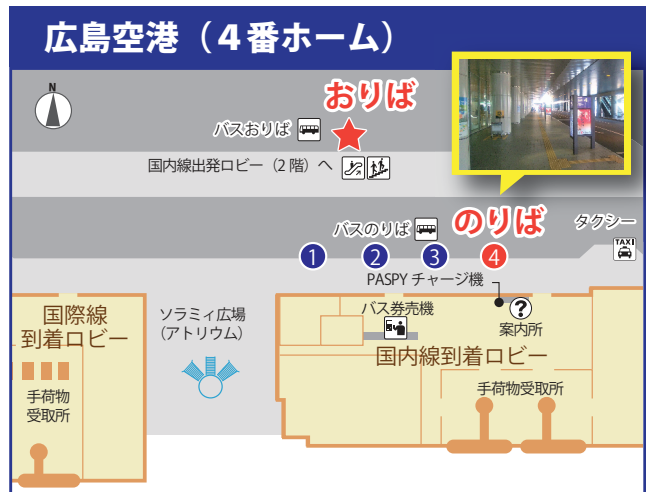 広島空港（４番ホーム）
N
おりば
バスおりば
国内線出発ロビー（2 階）へ
バスのりば
のりば
タクシー
TAXI
1 2 3 4
PASPY チャージ機
国際線
到着ロビー
ソラミィ広場
（アトリウム）
バス券売機
?
案内所
国内線到着ロビー
手荷物
受取所
手荷物受取所